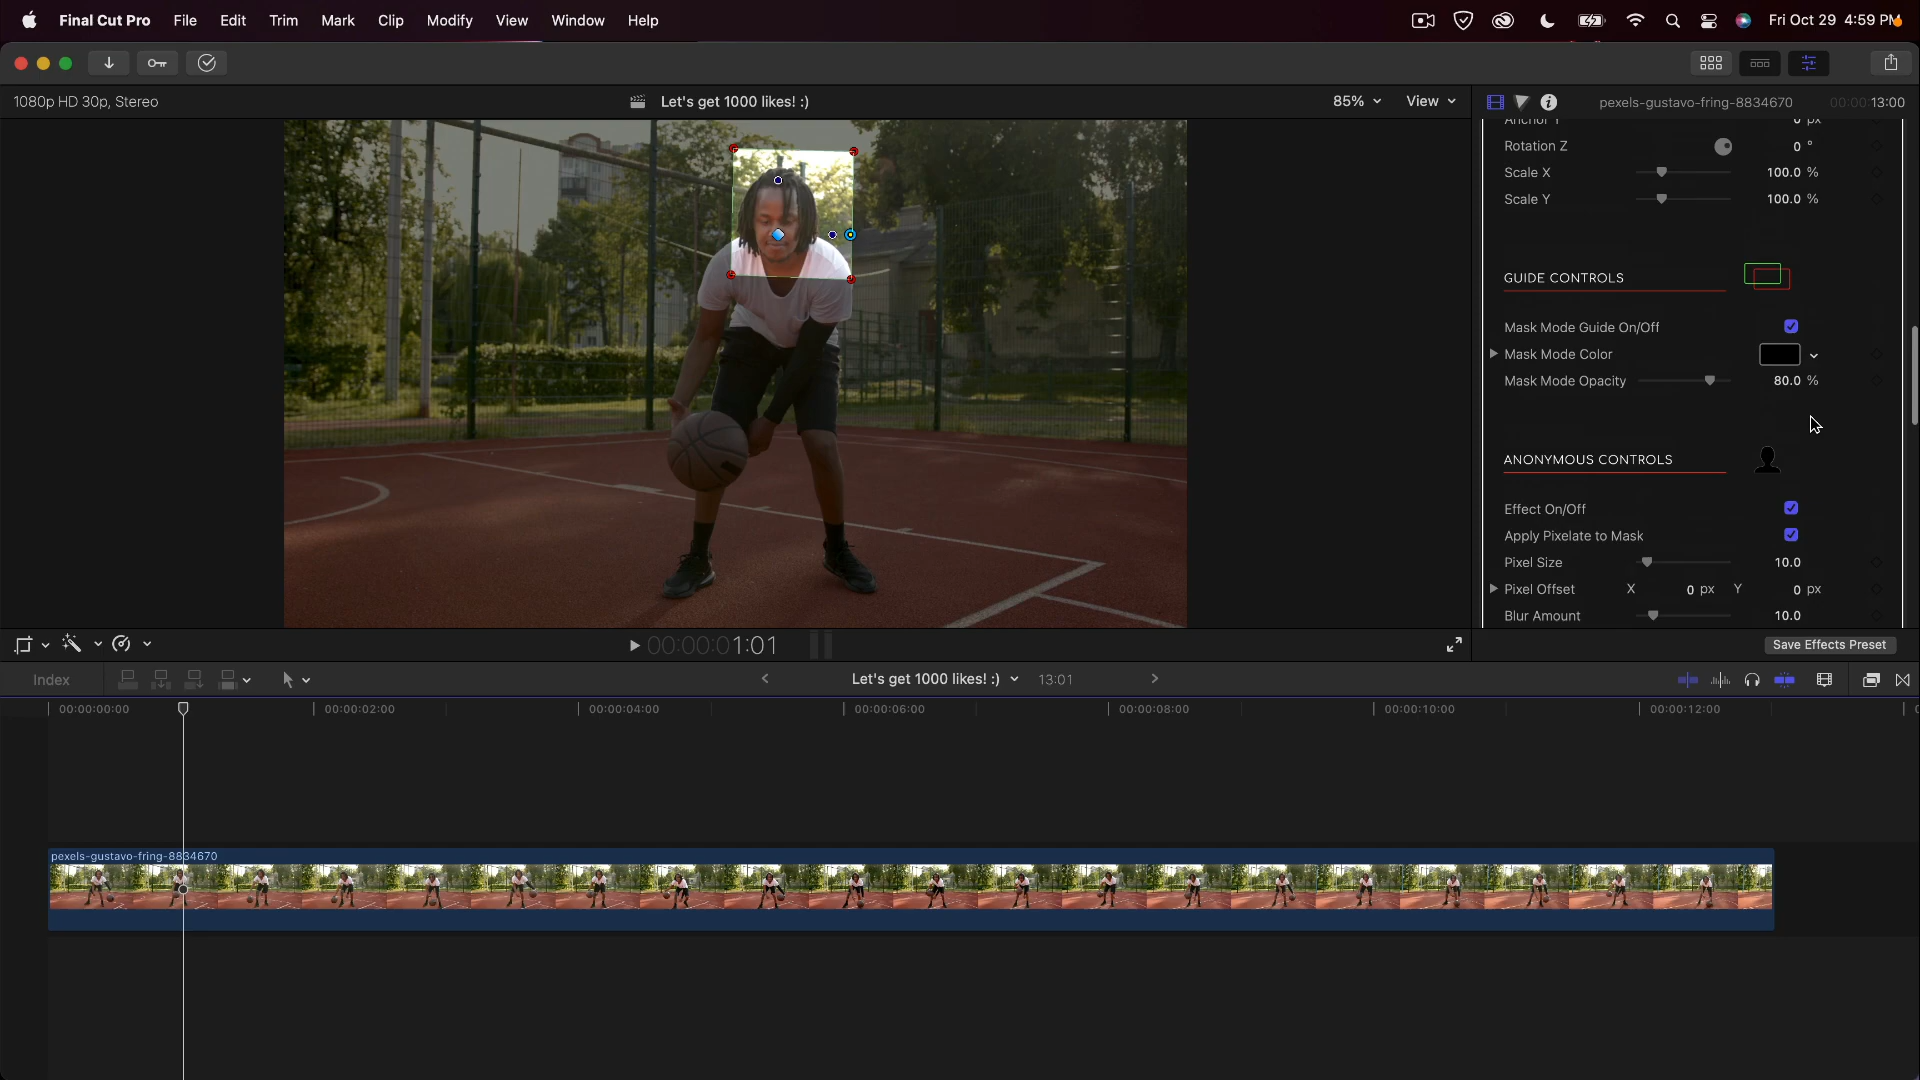 Final Cut Pro File Edit Trim Mark Clip Modify View Window Help Fri Oct 29 4:59 PM
1080p HD 30p, Stereo Let's get 1000 likes! :) 85% View pexels-gustavo-fring-8834670 00:00:13:00
Anchor Y 0 px
Rotation Z 0 °
Scale X 100.0 %
Scale Y 100.0 %
GUIDE CONTROLS
Mask Mode Guide On/Off
Mask Mode Color
Mask Mode Opacity 80.0 %
ANONYMOUS CONTROLS
Effect On/Off
Apply Pixelate to Mask
Pixel Size 10.0
Pixel Offset X 0 px Y 0 px
Blur Amount 10.0
00:00:01:01 Save Effects Preset
Index Let's get 1000 likes! :) 13:01
00:00:00:00 00:00:02:00 00:00:04:00 00:00:06:00 00:00:08:00 00:00:10:00 00:00:12:00
pexels-gustavo-fring-8834670